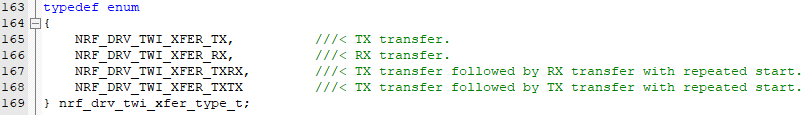 163 typedef enum
164 {
165 NRF_DRV_TWI_XFER_TX, ///< TX transfer.
166 NRF_DRV_TWI_XFER_RX, ///< RX transfer.
167 NRF_DRV_TWI_XFER_TXRX, ///< TX transfer followed by RX transfer with repeated start.
168 NRF_DRV_TWI_XFER_TXTX ///< TX transfer followed by TX transfer with repeated start.
169 } nrf_drv_twi_xfer_type_t;